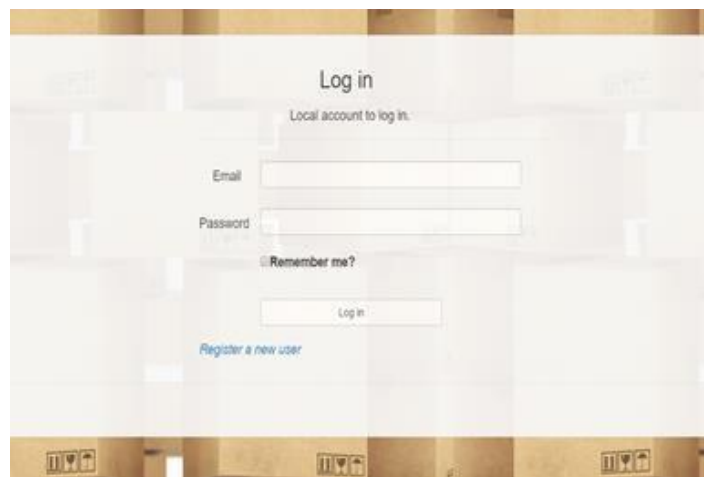 Log in
Local account to log in.
Email
Password
Remember me?
Log in
Register a new user